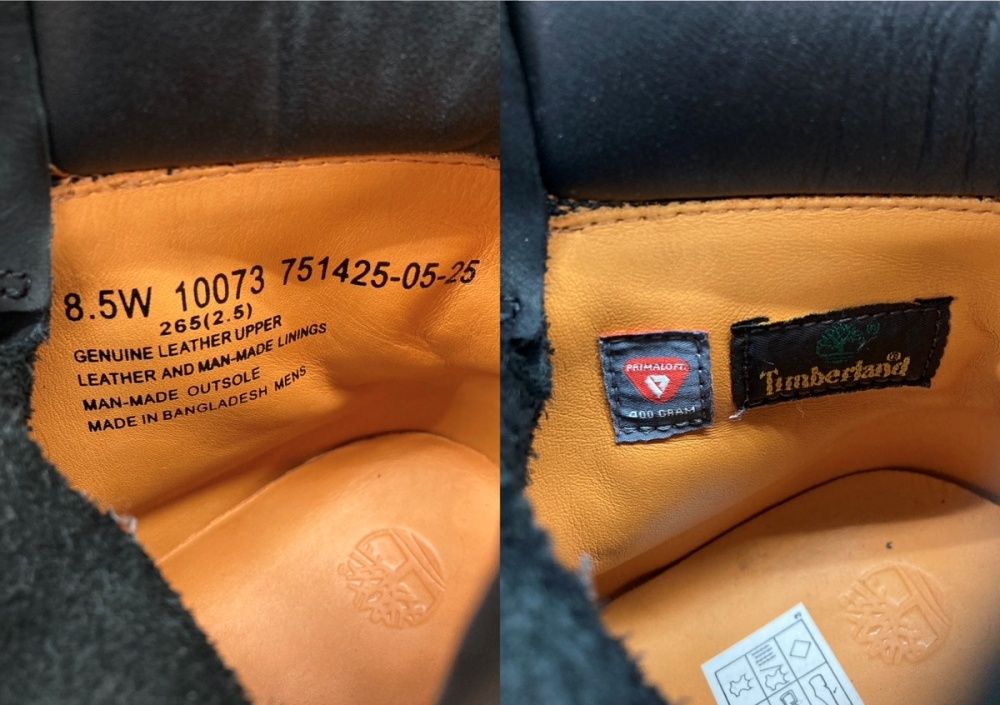 8.5W 10073 751425-05-25
265(2.5)
GENUINE LEATHER UPPER
LEATHER AND MAN-MADE LININGS
MAN-MADE OUTSOLE
MADE IN BANGLADESH MENS
PRIMALOFT®
400 GRAM
®
Timberland®